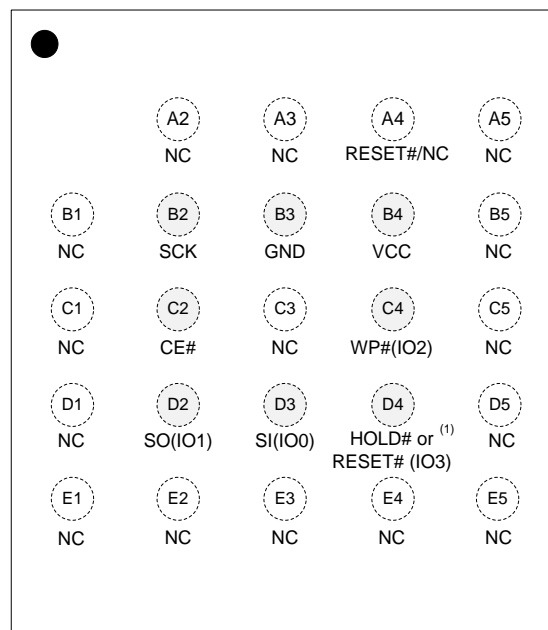 A2 A3 A4 A5
NC NC RESET#/NC NC
B1 B2 B3 B4 B5
NC SCK GND VCC NC
C1 C2 C3 C4 C5
NC CE# NC WP#(IO2) NC
D1 D2 D3 D4 D5
NC SO(IO1) SI(IO0) HOLD# or (1) NC
RESET# (IO3)
E1 E2 E3 E4 E5
NC NC NC NC NC